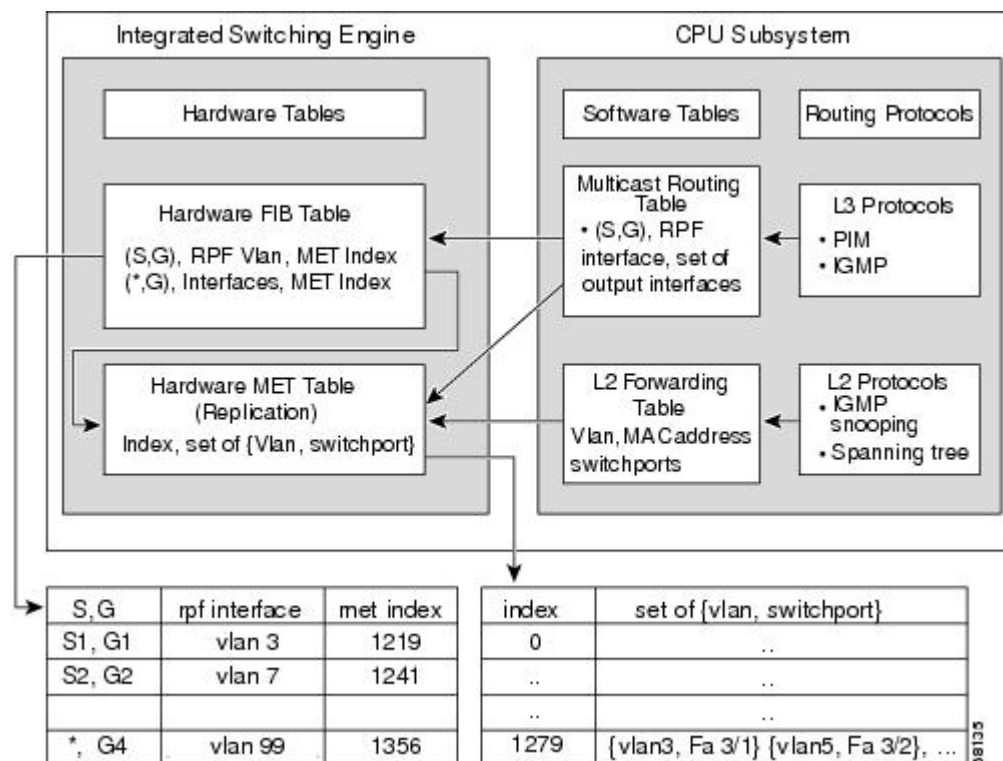 Integrated Switching Engine
CPU Subsystem
Hardware Tables
Software Tables
Routing Protocols
Hardware FIB Table
(S,G), RPF Vlan, MET Index
(*,G), Interfaces, MET Index
Multicast Routing
Table
• (S,G), RPF
interface, set of
output interfaces
L3 Protocols
• PIM
• IGMP
Hardware MET Table
(Replication)
Index, set of {Vlan, switchport}
L2 Forwarding
Table
Vlan, MAC address
switchports
L2 Protocols
• IGMP
snooping
• Spanning tree
S,G rpf interface met index
S1, G1 vlan 3 1219
S2, G2 vlan 7 1241
*, G4 vlan 99 1356
index set of {vlan, switchport}
0 ..
.. ..
.. ..
1279 {vlan3, Fa 3/1} {vlan5, Fa 3/2}, ...